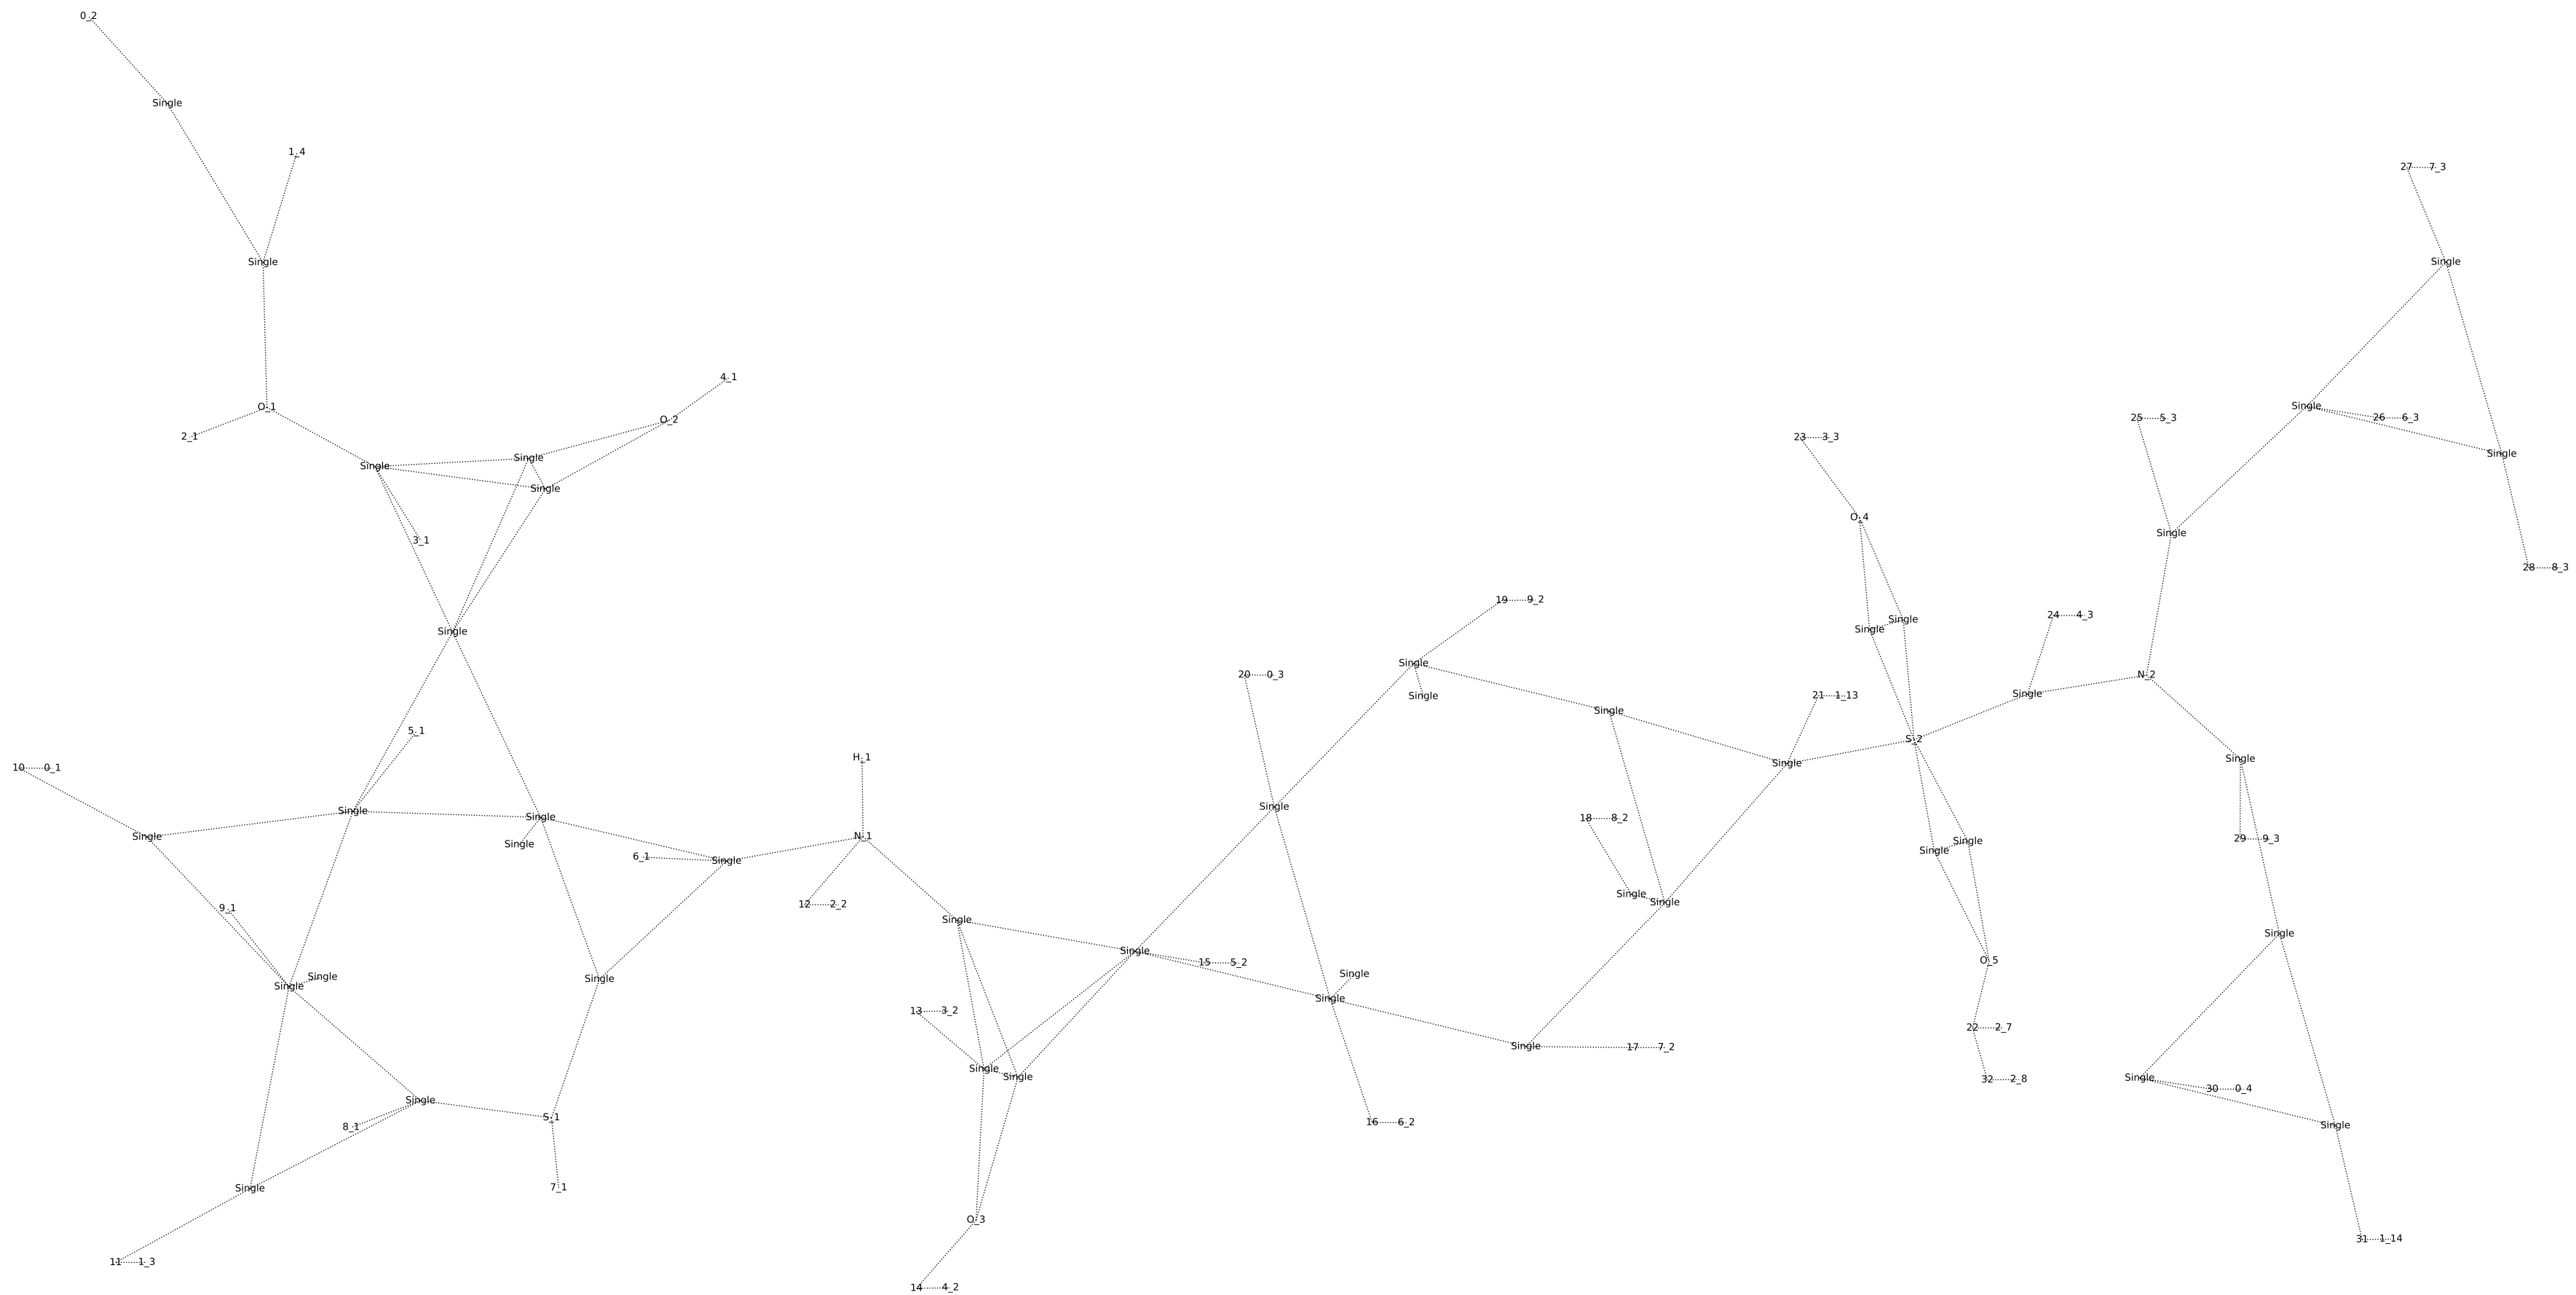 0_2
Single
1_4
27 7_3
Single
Single
4_1
O_1
Single
26 6_3
O_2
25 5_3
2_1
23 3_3
Single
Single
Single
Single
O_4
Single
3_1
28 8_3
19 9_2
24 4_3
Single
Single
Single
Single
20 0_3
N_2
Single
21 1_13
Single
Single
5_1
S_2
H_1
Single
Single
10 0_1
Single
Single
Single
18 8_2
Single
N_1
29 9_3
Single
Single
Single
6_1
Single
Single
Single
Single
12 2_2
9_1
Single
Single
Single
15 5_2
O_5
Single
Single
Single
Single
Single
13 3_2
22 2_7
Single
17 7_2
Single
Single
Single
32 2_8
30 0_4
Single
S_1
16 6_2
Single
8_1
Single
7_1
O_3
31 1_14
11 1_3
14 4_2